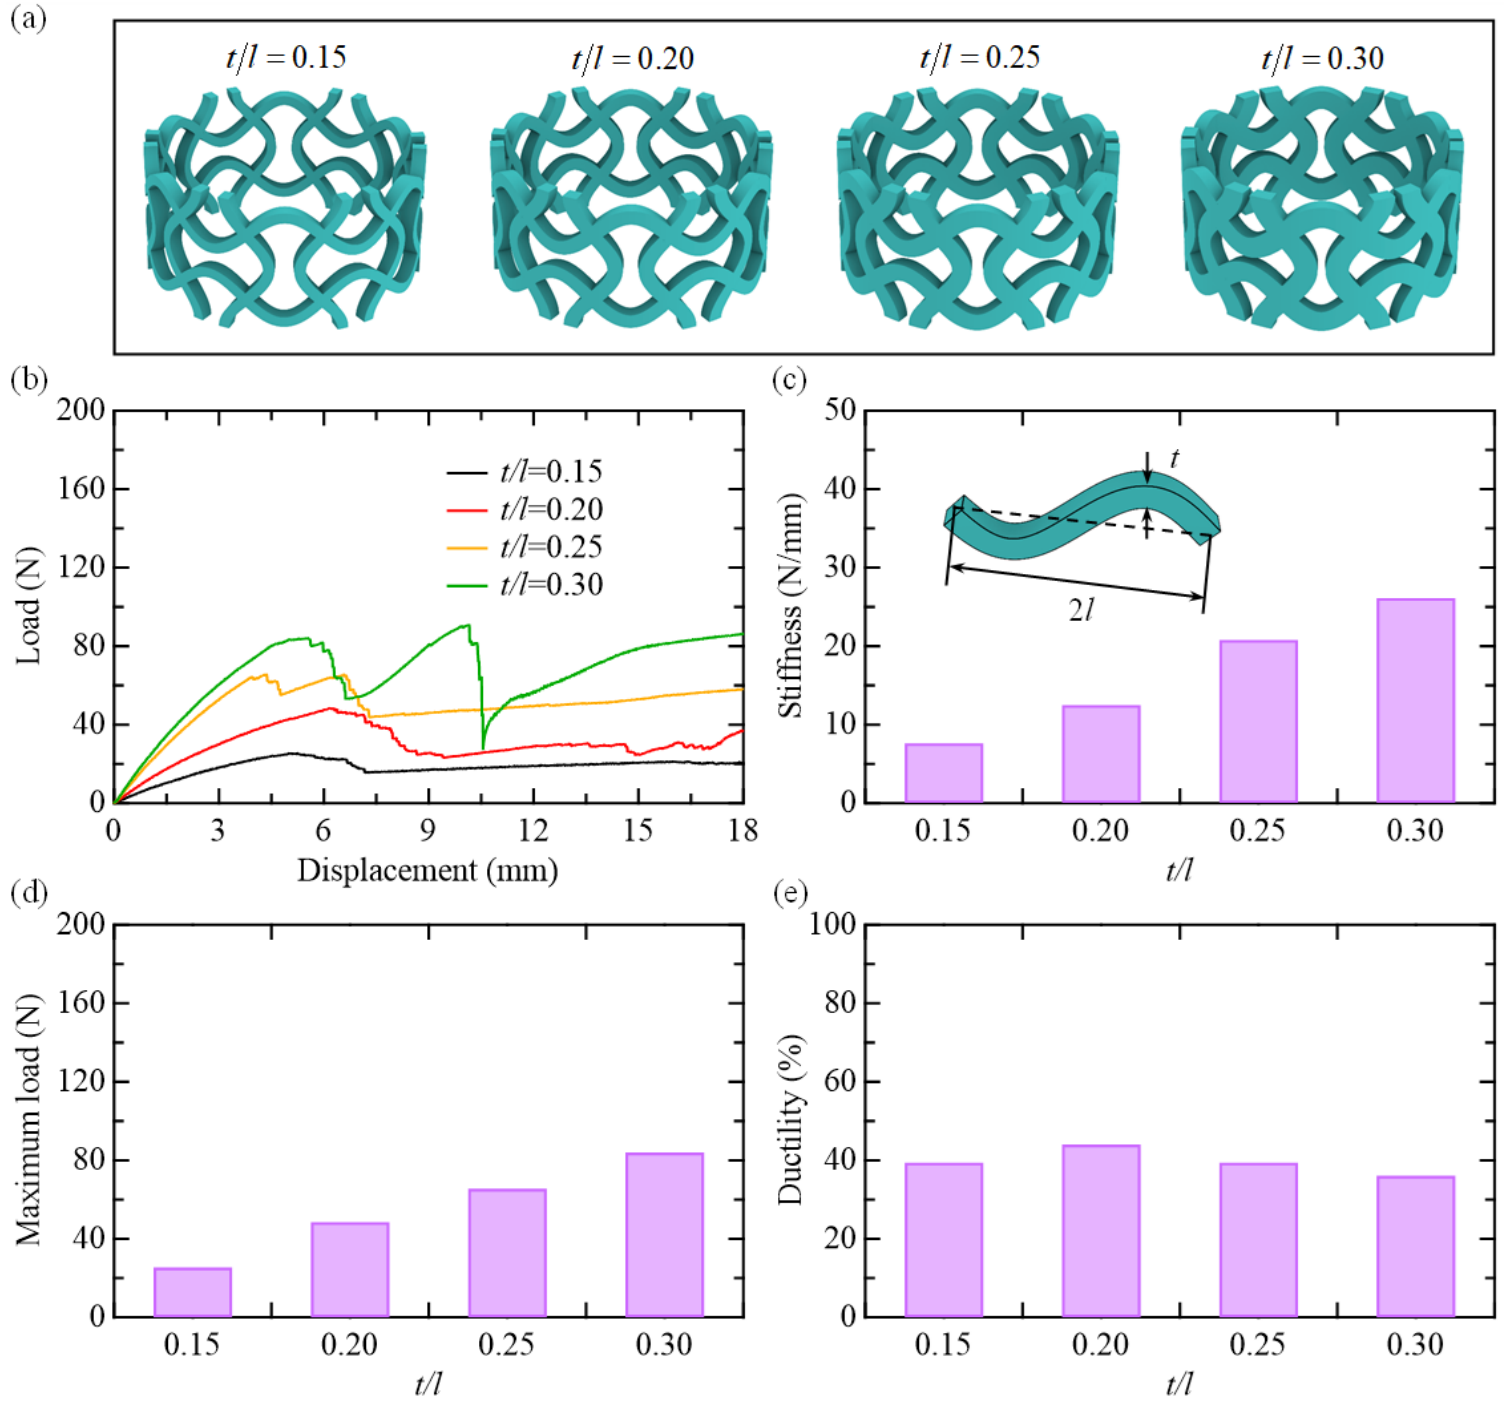 (a)
t/l = 0.15 t/l = 0.20 t/l = 0.25 t/l = 0.30
(b)
200
160
120
80
40
0
Load (N)
t/l=0.15
t/l=0.20
t/l=0.25
t/l=0.30
0 3 6 9 12 15 18
Displacement (mm)
(c)
50
40
30
20
10
0
Stiffness (N/mm)
t
2l
0.15 0.20 0.25 0.30
t/l
(d)
200
160
120
80
40
0
Maximum load (N)
0.15 0.20 0.25 0.30
t/l
(e)
100
80
60
40
20
0
Ductility (%)
0.15 0.20 0.25 0.30
t/l